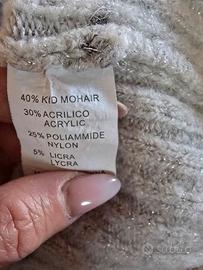 40% KID MOHAIR
30% ACRILICO
ACRYLIC
25% POLIAMMIDE
NYLON
5% LICRA
LYCRA